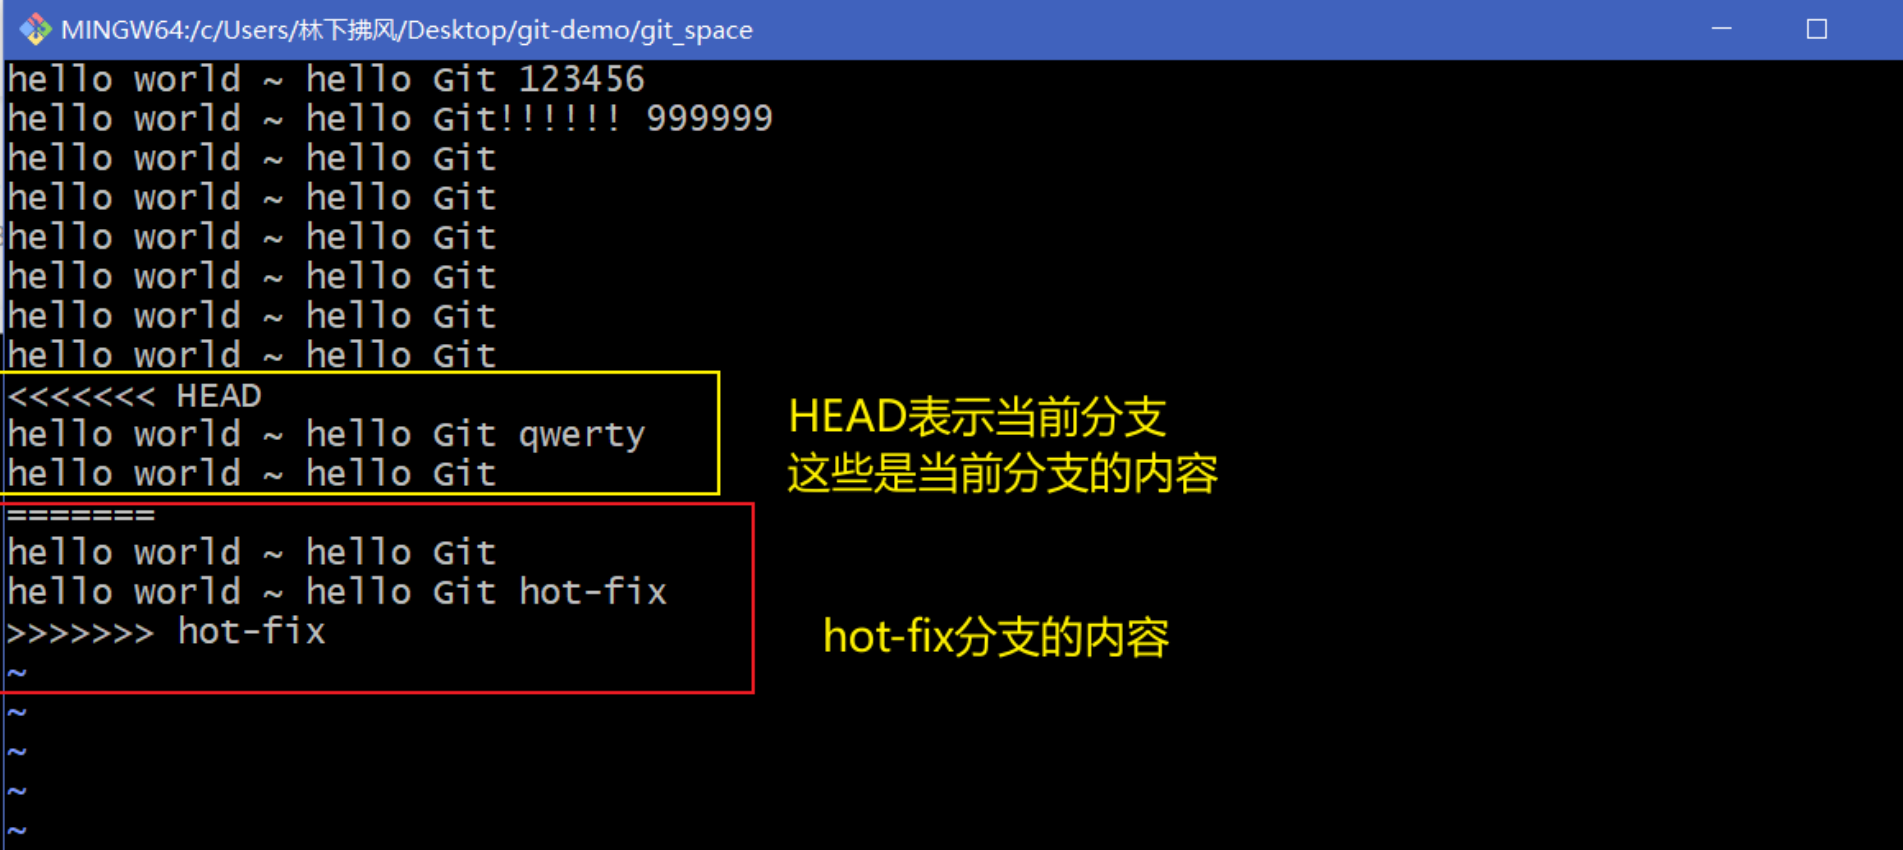 MINGW64:/c/Users/林下拂风/Desktop/git-demo/git_space
hello world ~ hello Git 123456
hello world ~ hello Git!!!!!! 999999
hello world ~ hello Git
hello world ~ hello Git
hello world ~ hello Git
hello world ~ hello Git
hello world ~ hello Git
hello world ~ hello Git
<<<<<<< HEAD
hello world ~ hello Git qwerty
hello world ~ hello Git
HEAD表示当前分支
这些是当前分支的内容
=======
hello world ~ hello Git
hello world ~ hello Git hot-fix
>>>>>>> hot-fix
hot-fix分支的内容
~
~
~
~
~